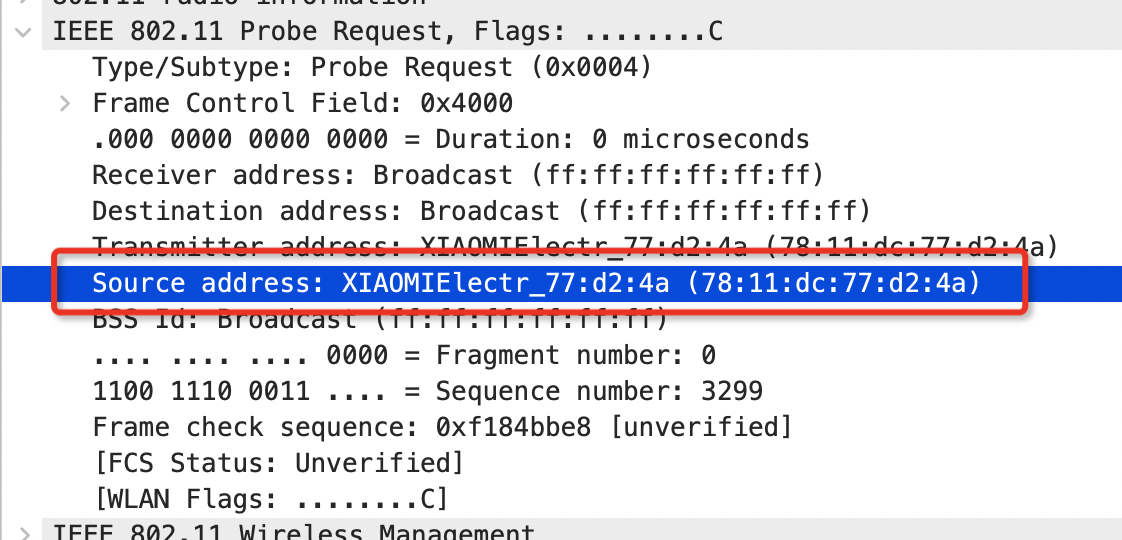 802.11 radio information
IEEE 802.11 Probe Request, Flags: ........C
Type/Subtype: Probe Request (0x0004)
Frame Control Field: 0x4000
.000 0000 0000 0000 = Duration: 0 microseconds
Receiver address: Broadcast (ff:ff:ff:ff:ff:ff)
Destination address: Broadcast (ff:ff:ff:ff:ff:ff)
Transmitter address: XIAOMIElectr_77:d2:4a (78:11:dc:77:d2:4a)
Source address: XIAOMIElectr_77:d2:4a (78:11:dc:77:d2:4a)
BSS Id: Broadcast (ff:ff:ff:ff:ff:ff)
.... .... .... 0000 = Fragment number: 0
1100 1110 0011 .... = Sequence number: 3299
Frame check sequence: 0xf184bbe8 [unverified]
[FCS Status: Unverified]
[WLAN Flags: ........C]
IEEE 802.11 Wireless Management